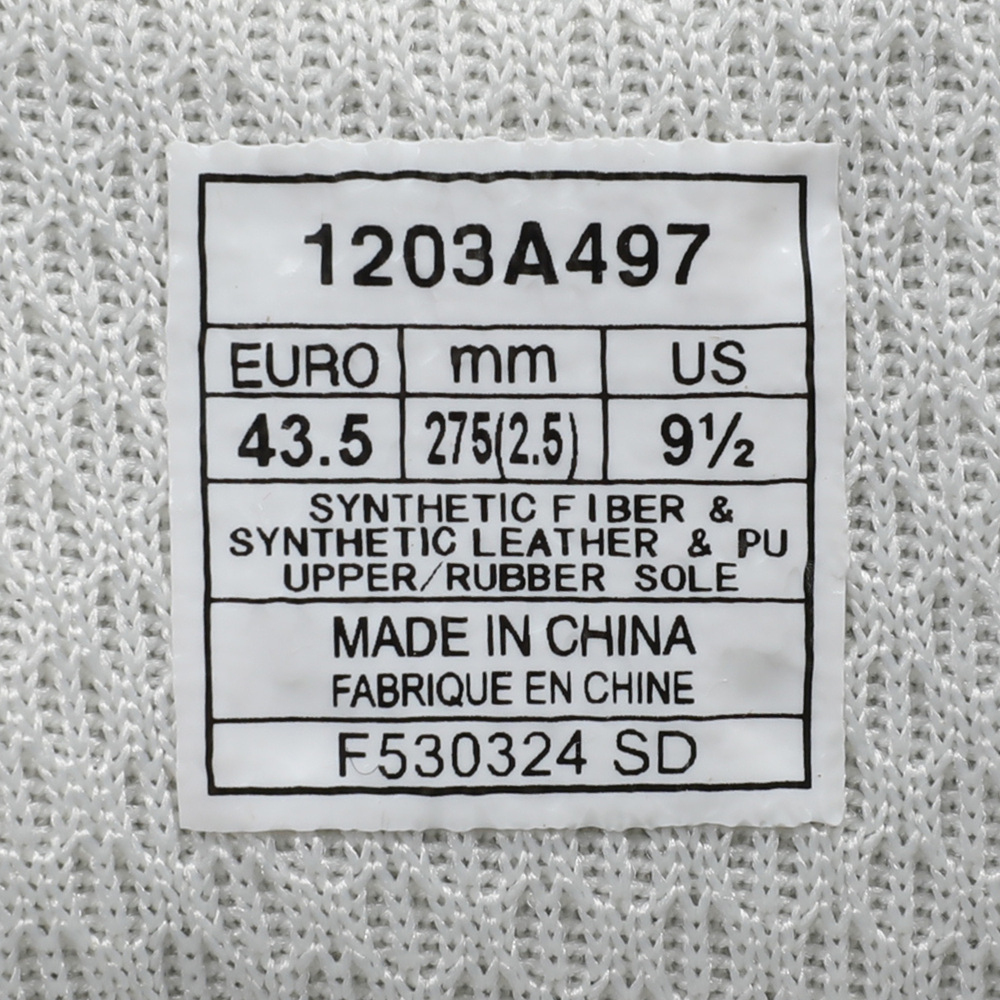 1203A497
EURO mm US
43.5 275(2.5) 9½
SYNTHETIC FIBER &
SYNTHETIC LEATHER & PU
UPPER/RUBBER SOLE
MADE IN CHINA
FABRIQUE EN CHINE
F530324 SD